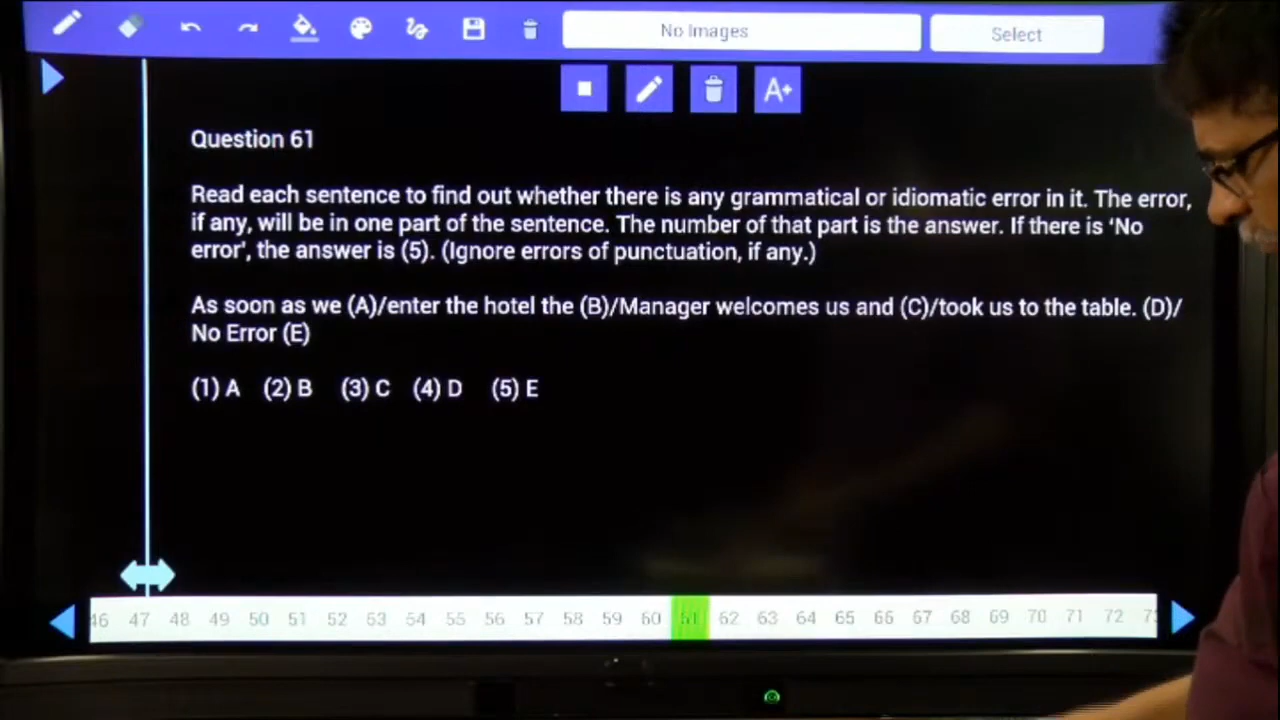 No Images Select
A+
Question 61
Read each sentence to find out whether there is any grammatical or idiomatic error in it. The error,
if any, will be in one part of the sentence. The number of that part is the answer. If there is 'No
error', the answer is (5). (Ignore errors of punctuation, if any.)
As soon as we (A)/enter the hotel the (B)/Manager welcomes us and (C)/took us to the table. (D)/
No Error (E)
(1) A (2) B (3) C (4) D (5) E
46 47 48 49 50 51 52 53 54 55 56 57 58 59 60 61 62 63 64 65 66 67 68 69 70 71 72